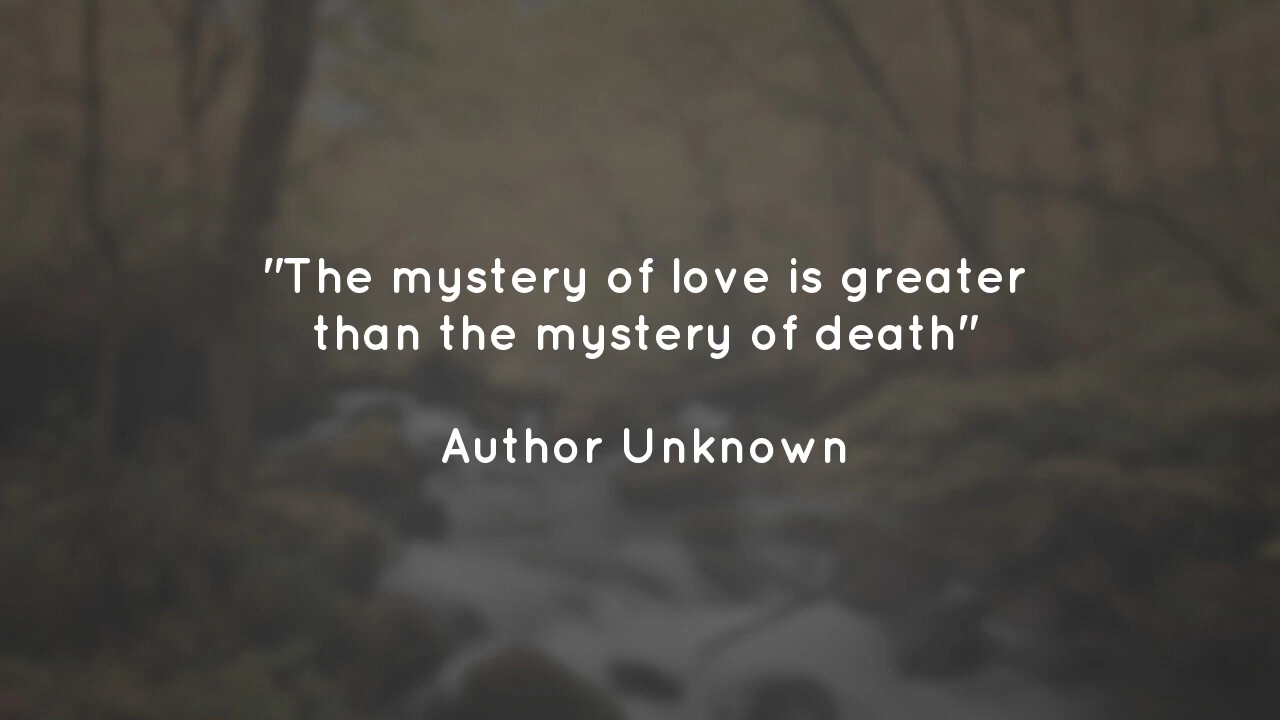 "The mystery of love is greater
than the mystery of death"
Author Unknown